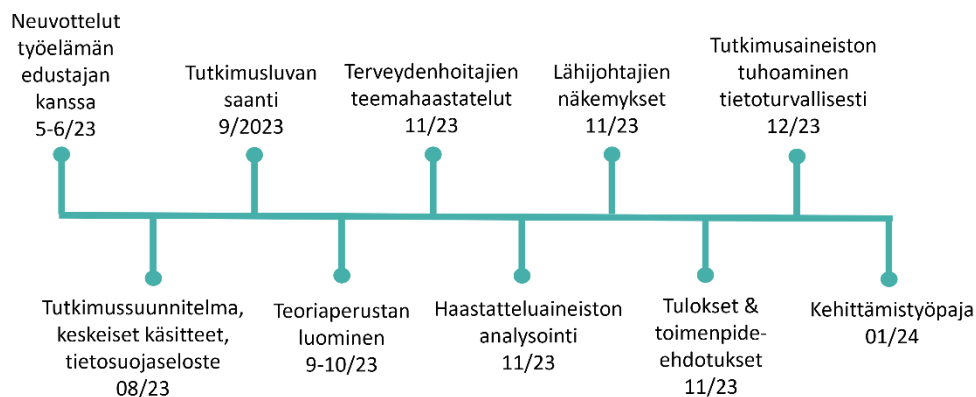 Neuvottelut
työelämän
edustajan
kanssa
5-6/23
Tutkimusluvan
saanti
9/2023
Terveydenhoitajien
teemahaastatelut
11/23
Lähijohtajien
näkemykset
11/23
Tutkimusaineiston
tuhoaminen
tietoturvallisesti
12/23
Tutkimussuunnitelma,
keskeiset käsitteet,
tietosuojaseloste
08/23
Teoriaperustan
luominen
9-10/23
Haastatteluaineiston
analysointi
11/23
Tulokset &
toimenpide-
ehdotukset
11/23
Kehittämistyöpaja
01/24